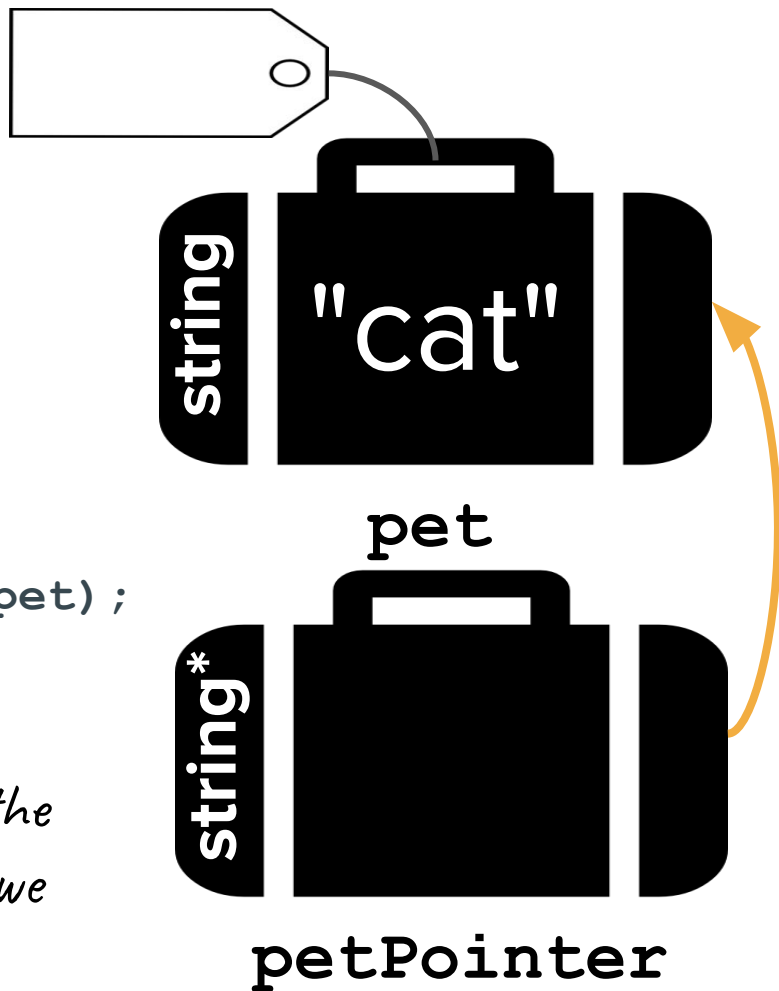 string
"cat"
pet
pet);
string*
the
we
petPointer